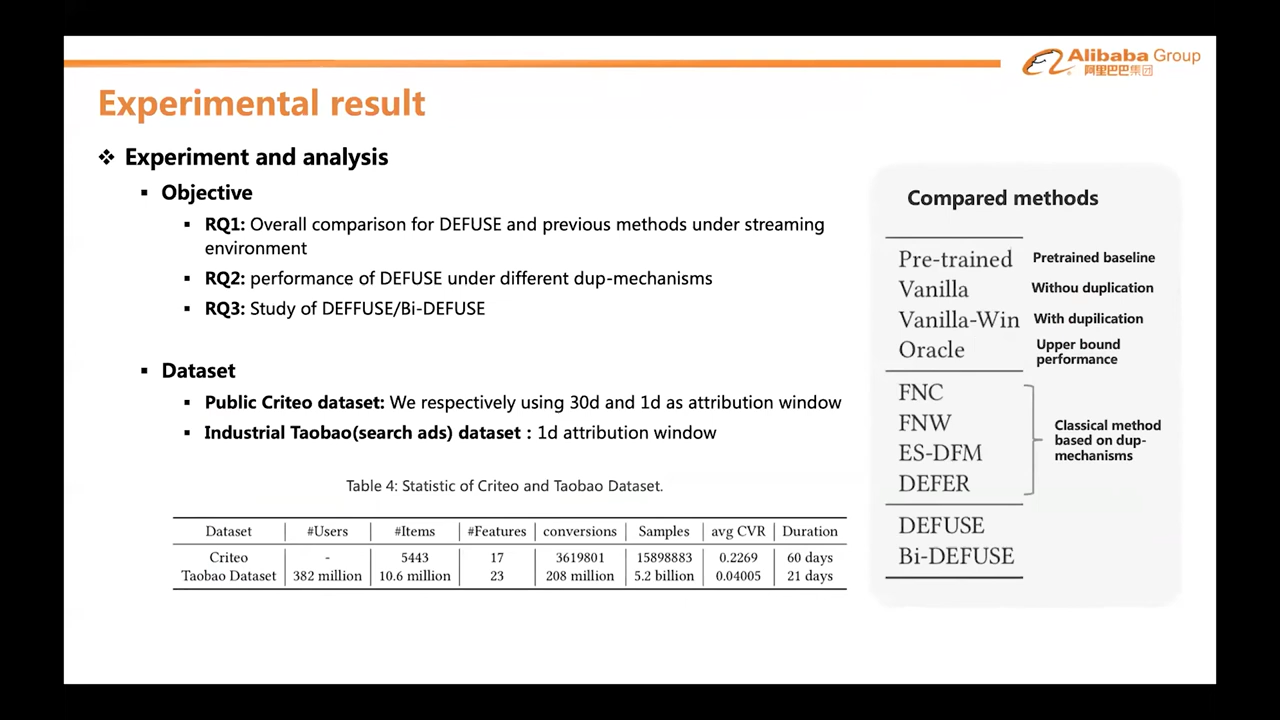 Alibaba Group
阿里巴巴集团
Experimental result
❖ Experiment and analysis
▪ Objective
▪ RQ1: Overall comparison for DEFUSE and previous methods under streaming
environment
▪ RQ2: performance of DEFUSE under different dup-mechanisms
▪ RQ3: Study of DEFFUSE/Bi-DEFUSE
▪ Dataset
▪ Public Criteo dataset: We respectively using 30d and 1d as attribution window
▪ Industrial Taobao(search ads) dataset : 1d attribution window
Table 4: Statistic of Criteo and Taobao Dataset.
Dataset #Users #Items #Features conversions Samples avg CVR Duration
Criteo - 5443 17 3619801 15898883 0.2269 60 days
Taobao Dataset 382 million 10.6 million 23 208 million 5.2 billion 0.04005 21 days
Compared methods
Pre-trained Pretrained baseline
Vanilla Withou duplication
Vanilla-Win With dupilication
Oracle Upper bound
performance
FNC
FNW
ES-DFM
DEFER
Classical method
based on dup-
mechanisms
DEFUSE
Bi-DEFUSE